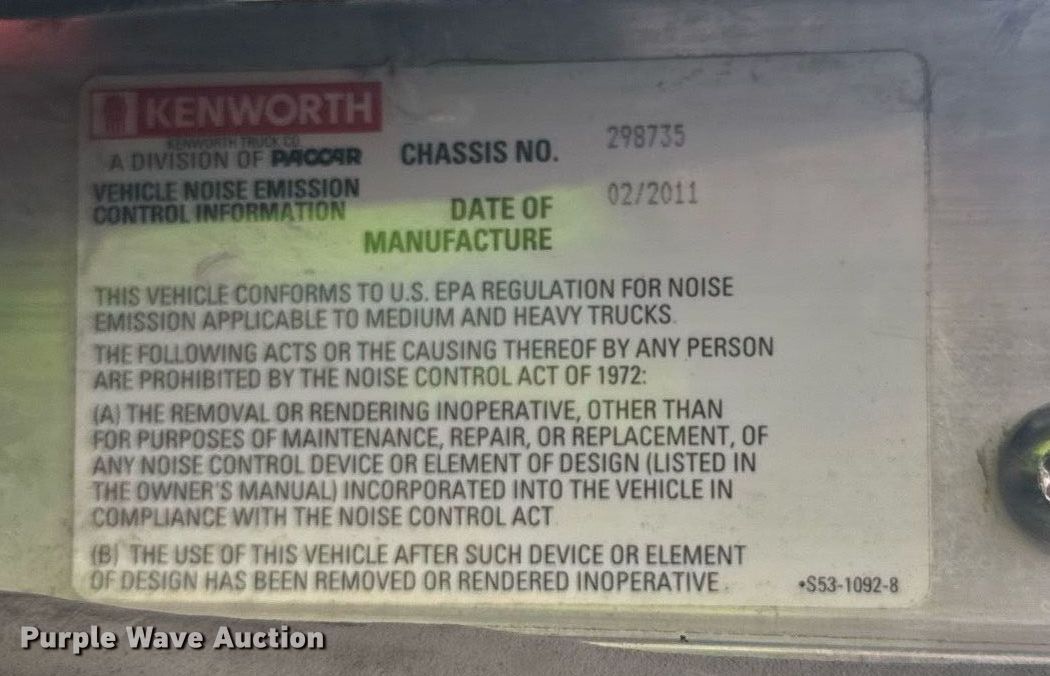 KENWORTH
KENWORTH TRUCK CO.
A DIVISION OF PACCAR
CHASSIS NO. 298735
VEHICLE NOISE EMISSION
CONTROL INFORMATION
DATE OF 02/2011
MANUFACTURE
THIS VEHICLE CONFORMS TO U.S. EPA REGULATION FOR NOISE
EMISSION APPLICABLE TO MEDIUM AND HEAVY TRUCKS.
THE FOLLOWING ACTS OR THE CAUSING THEREOF BY ANY PERSON
ARE PROHIBITED BY THE NOISE CONTROL ACT OF 1972:
(A) THE REMOVAL OR RENDERING INOPERATIVE, OTHER THAN
FOR PURPOSES OF MAINTENANCE, REPAIR, OR REPLACEMENT, OF
ANY NOISE CONTROL DEVICE OR ELEMENT OF DESIGN (LISTED IN
THE OWNER'S MANUAL) INCORPORATED INTO THE VEHICLE IN
COMPLIANCE WITH THE NOISE CONTROL ACT
(B) THE USE OF THIS VEHICLE AFTER SUCH DEVICE OR ELEMENT
OF DESIGN HAS BEEN REMOVED OR RENDERED INOPERATIVE.
•S53-1092-8
Purple Wave Auction